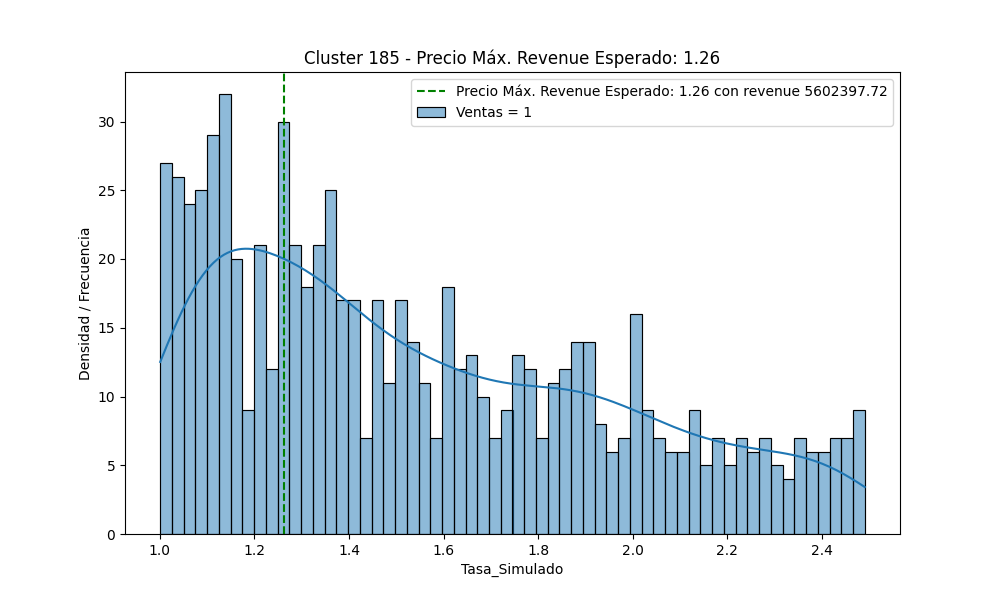 Cluster 185 - Precio Máx. Revenue Esperado: 1.26
Precio Máx. Revenue Esperado: 1.26 con revenue 5602397.72
Ventas = 1
Densidad / Frecuencia
30
25
20
15
10
5
0
1.0 1.2 1.4 1.6 1.8 2.0 2.2 2.4
Tasa_Simulado